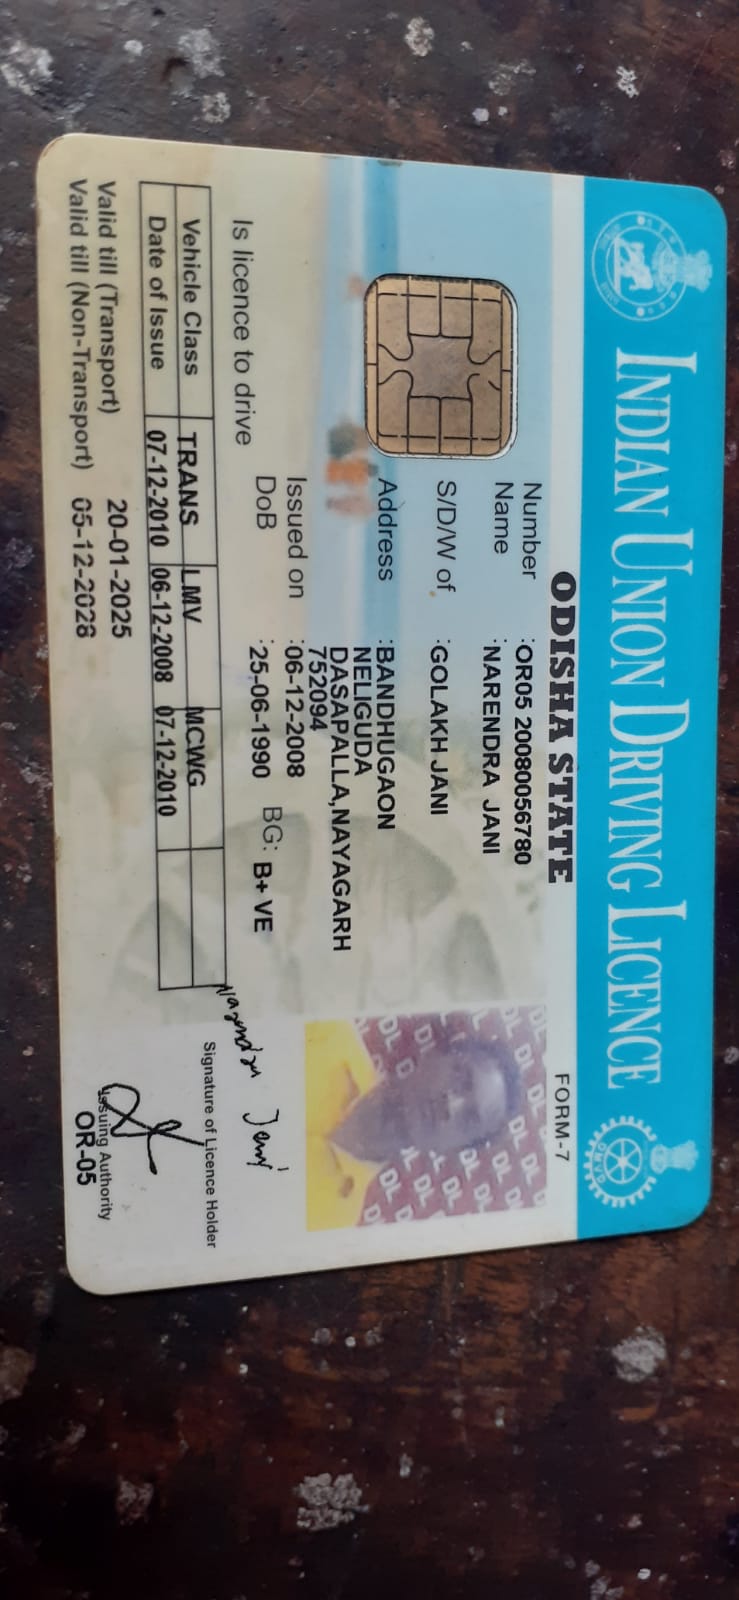 INDIAN UNION DRIVING LICENCE
ODISHA STATE
FORM-7
Number :OR05 20080056780
Name :NARENDRA JANI
S/D/W of :GOLAKH JANI
Address :BANDHUGAON
NELIGUDA
DASAPALLA,NAYAGARH
752094
Issued on :06-12-2008
DoB :25-06-1990 BG: B+ VE
Is licence to drive
Vehicle Class TRANS LMV MCWG
Date of Issue 07-12-2010 06-12-2008 07-12-2010
Valid till (Transport) 20-01-2025
Valid till (Non-Transport) 05-12-2028
Narendra Jani
Signature of Licence Holder
Issuing Authority
OR-05